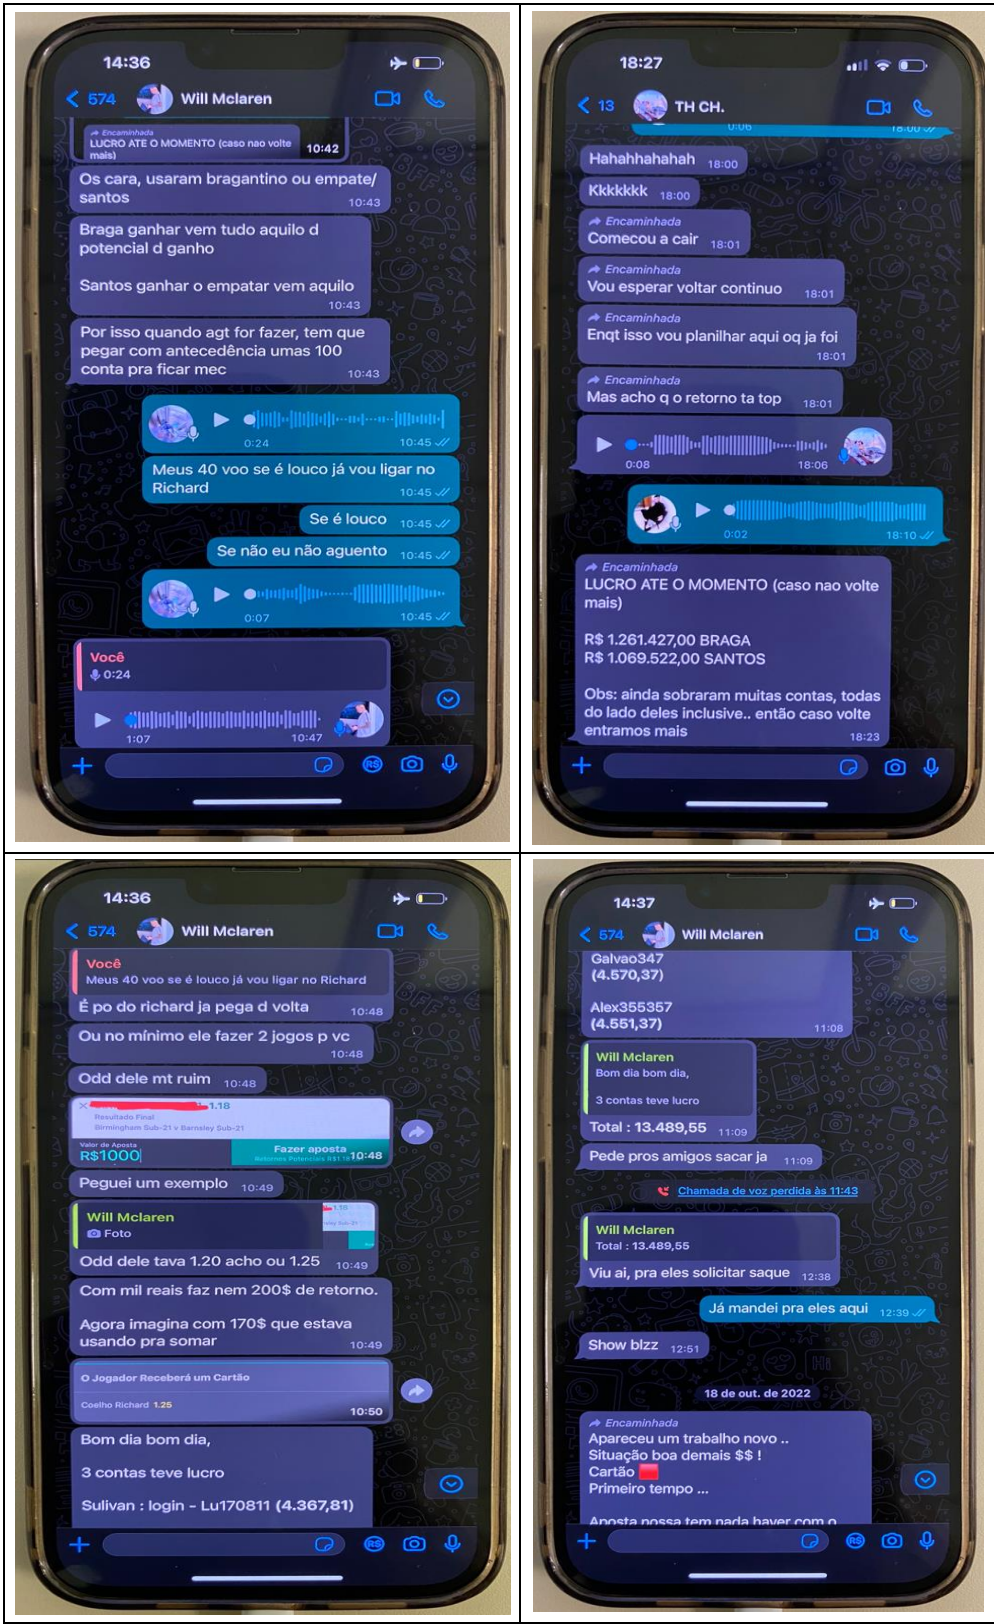 14:36
574
Will Mclaren
Encaminhada
LUCRO ATE O MOMENTO (caso nao volte
mais)
10:42
Os cara, usaram bragantino ou empate/
santos
10:43
Braga ganhar vem tudo aquilo d
potencial d ganho
Santos ganhar o empatar vem aquilo
10:43
Por isso quando agt for fazer, tem que
pegar com antecedência umas 100
conta pra ficar mec
10:43
0:24
10:45
Meus 40 voo se é louco já vou ligar no
Richard
10:45
Se é louco
10:45
Se não eu não aguento
10:45
0:07
10:45
Você
0:24
1:07
10:47
R$
18:27
13
TH CH.
0:06
18:00
Hahahhahahah
18:00
Kkkkkkk
18:00
Encaminhada
Comecou a cair
18:01
Encaminhada
Vou esperar voltar continuo
18:01
Encaminhada
Enqt isso vou planilhar aqui oq ja foi
18:01
Encaminhada
Mas acho q o retorno ta top
18:01
0:08
18:06
0:02
18:10
Encaminhada
LUCRO ATE O MOMENTO (caso nao volte
mais)
R$ 1.261.427,00 BRAGA
R$ 1.069.522,00 SANTOS
Obs: ainda sobraram muitas contas, todas
do lado deles inclusive.. então caso volte
entramos mais
18:23
14:36
574
Will Mclaren
Você
Meus 40 voo se é louco já vou ligar no Richard
É po do richard ja pega d volta
10:48
Ou no mínimo ele fazer 2 jogos p vc
10:48
Odd dele mt ruim
10:48
1.18
Resultado Final
Birmingham Sub-21 v Barnsley Sub-21
Valor de Aposta
R$1000
Fazer aposta
Retornos Potenciais R$1.18
10:48
Peguei um exemplo
10:49
Will Mclaren
Foto
Odd dele tava 1.20 acho ou 1.25
10:49
Com mil reais faz nem 200$ de retorno.
Agora imagina com 170$ que estava
usando pra somar
10:49
O Jogador Receberá um Cartão
Coelho Richard 1.25
10:50
Bom dia bom dia,
3 contas teve lucro
Sulivan : login - Lu170811 (4.367,81)
R$
14:37
574
Will Mclaren
Galvao347
(4.570,37)
Alex355357
(4.551,37)
11:08
Will Mclaren
Bom dia bom dia,
3 contas teve lucro
Total : 13.489,55
11:09
Pede pros amigos sacar ja
11:09
Chamada de voz perdida às 11:43
Will Mclaren
Total : 13.489,55
Viu ai, pra eles solicitar saque
12:38
Já mandei pra eles aqui
12:39
Show blzz
12:51
18 de out. de 2022
Encaminhada
Apareceu um trabalho novo ..
Situação boa demais $$ !
Cartão
Primeiro tempo ...
Aposta nossa tem nada haver com o
R$